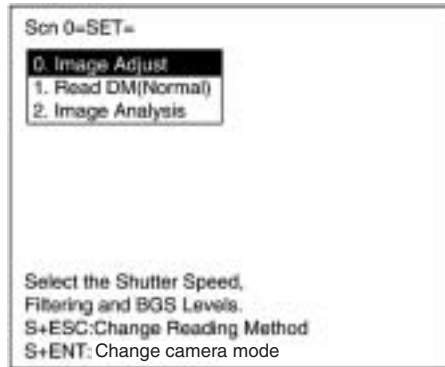 Scn 0=SET=
0. Image Adjust
1. Read DM(Normal)
2. Image Analysis
Select the Shutter Speed,
Filtering and BGS Levels.
S+ESC:Change Reading Method
S+ENT: Change camera mode